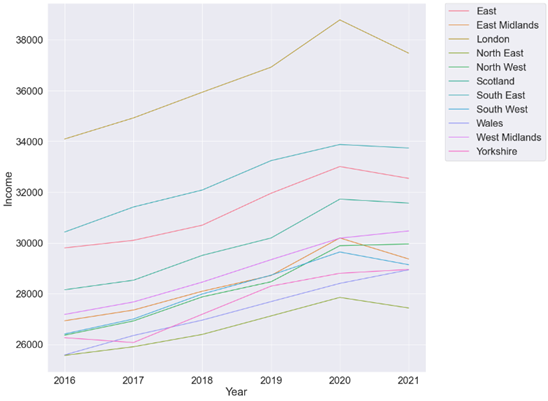 38000
36000
34000
32000
30000
28000
26000
Income
2016 2017 2018 2019 2020 2021
Year
East
East Midlands
London
North East
North West
Scotland
South East
South West
Wales
West Midlands
Yorkshire